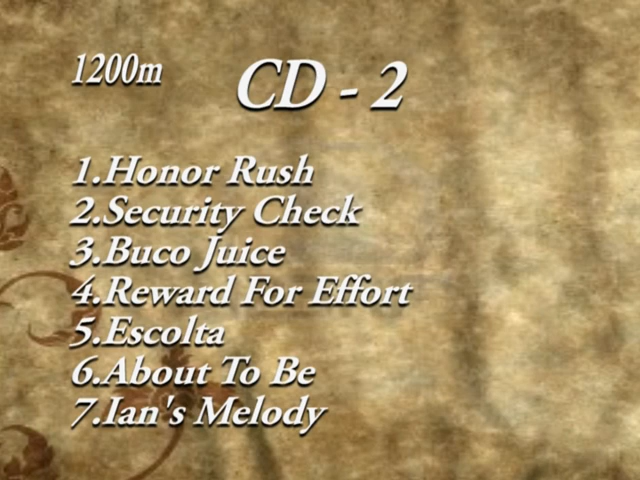 1200m
CD - 2
1.Honor Rush
2.Security Check
3.Buco Juice
4.Reward For Effort
5.Escolta
6.About To Be
7.Ian's Melody